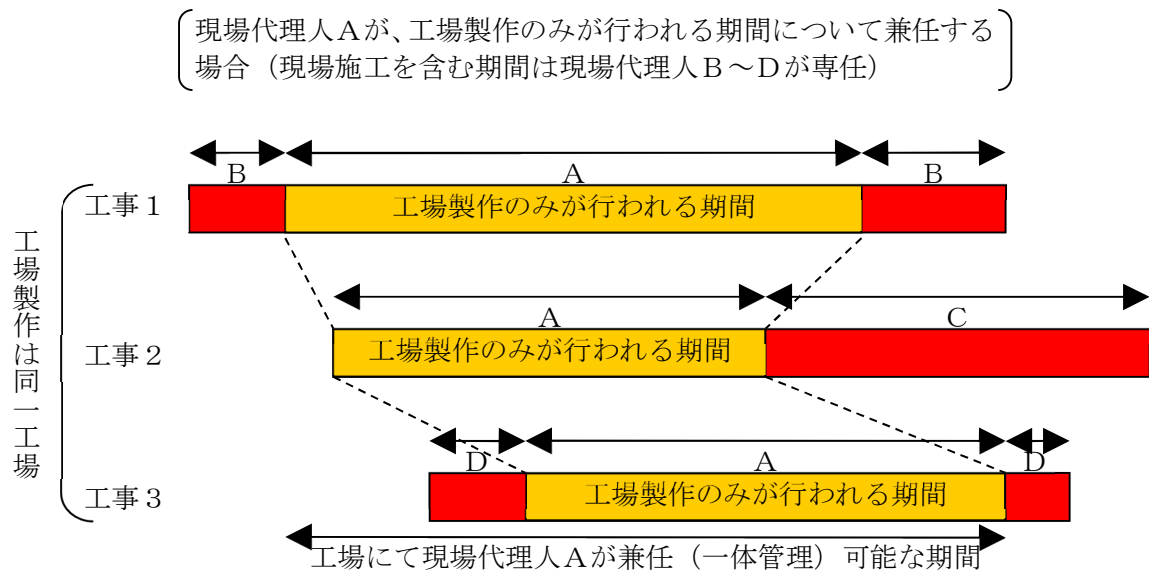 現場代理人Aが、工場製作のみが行われる期間について兼任する
場合（現場施工を含む期間は現場代理人B～Dが専任）
B
A
B
工事１
工場製作のみが行われる期間
工場製作は同一工場
A
C
工事２
工場製作のみが行われる期間
D
A
D
工事３
工場製作のみが行われる期間
工場にて現場代理人Aが兼任（一体管理）可能な期間